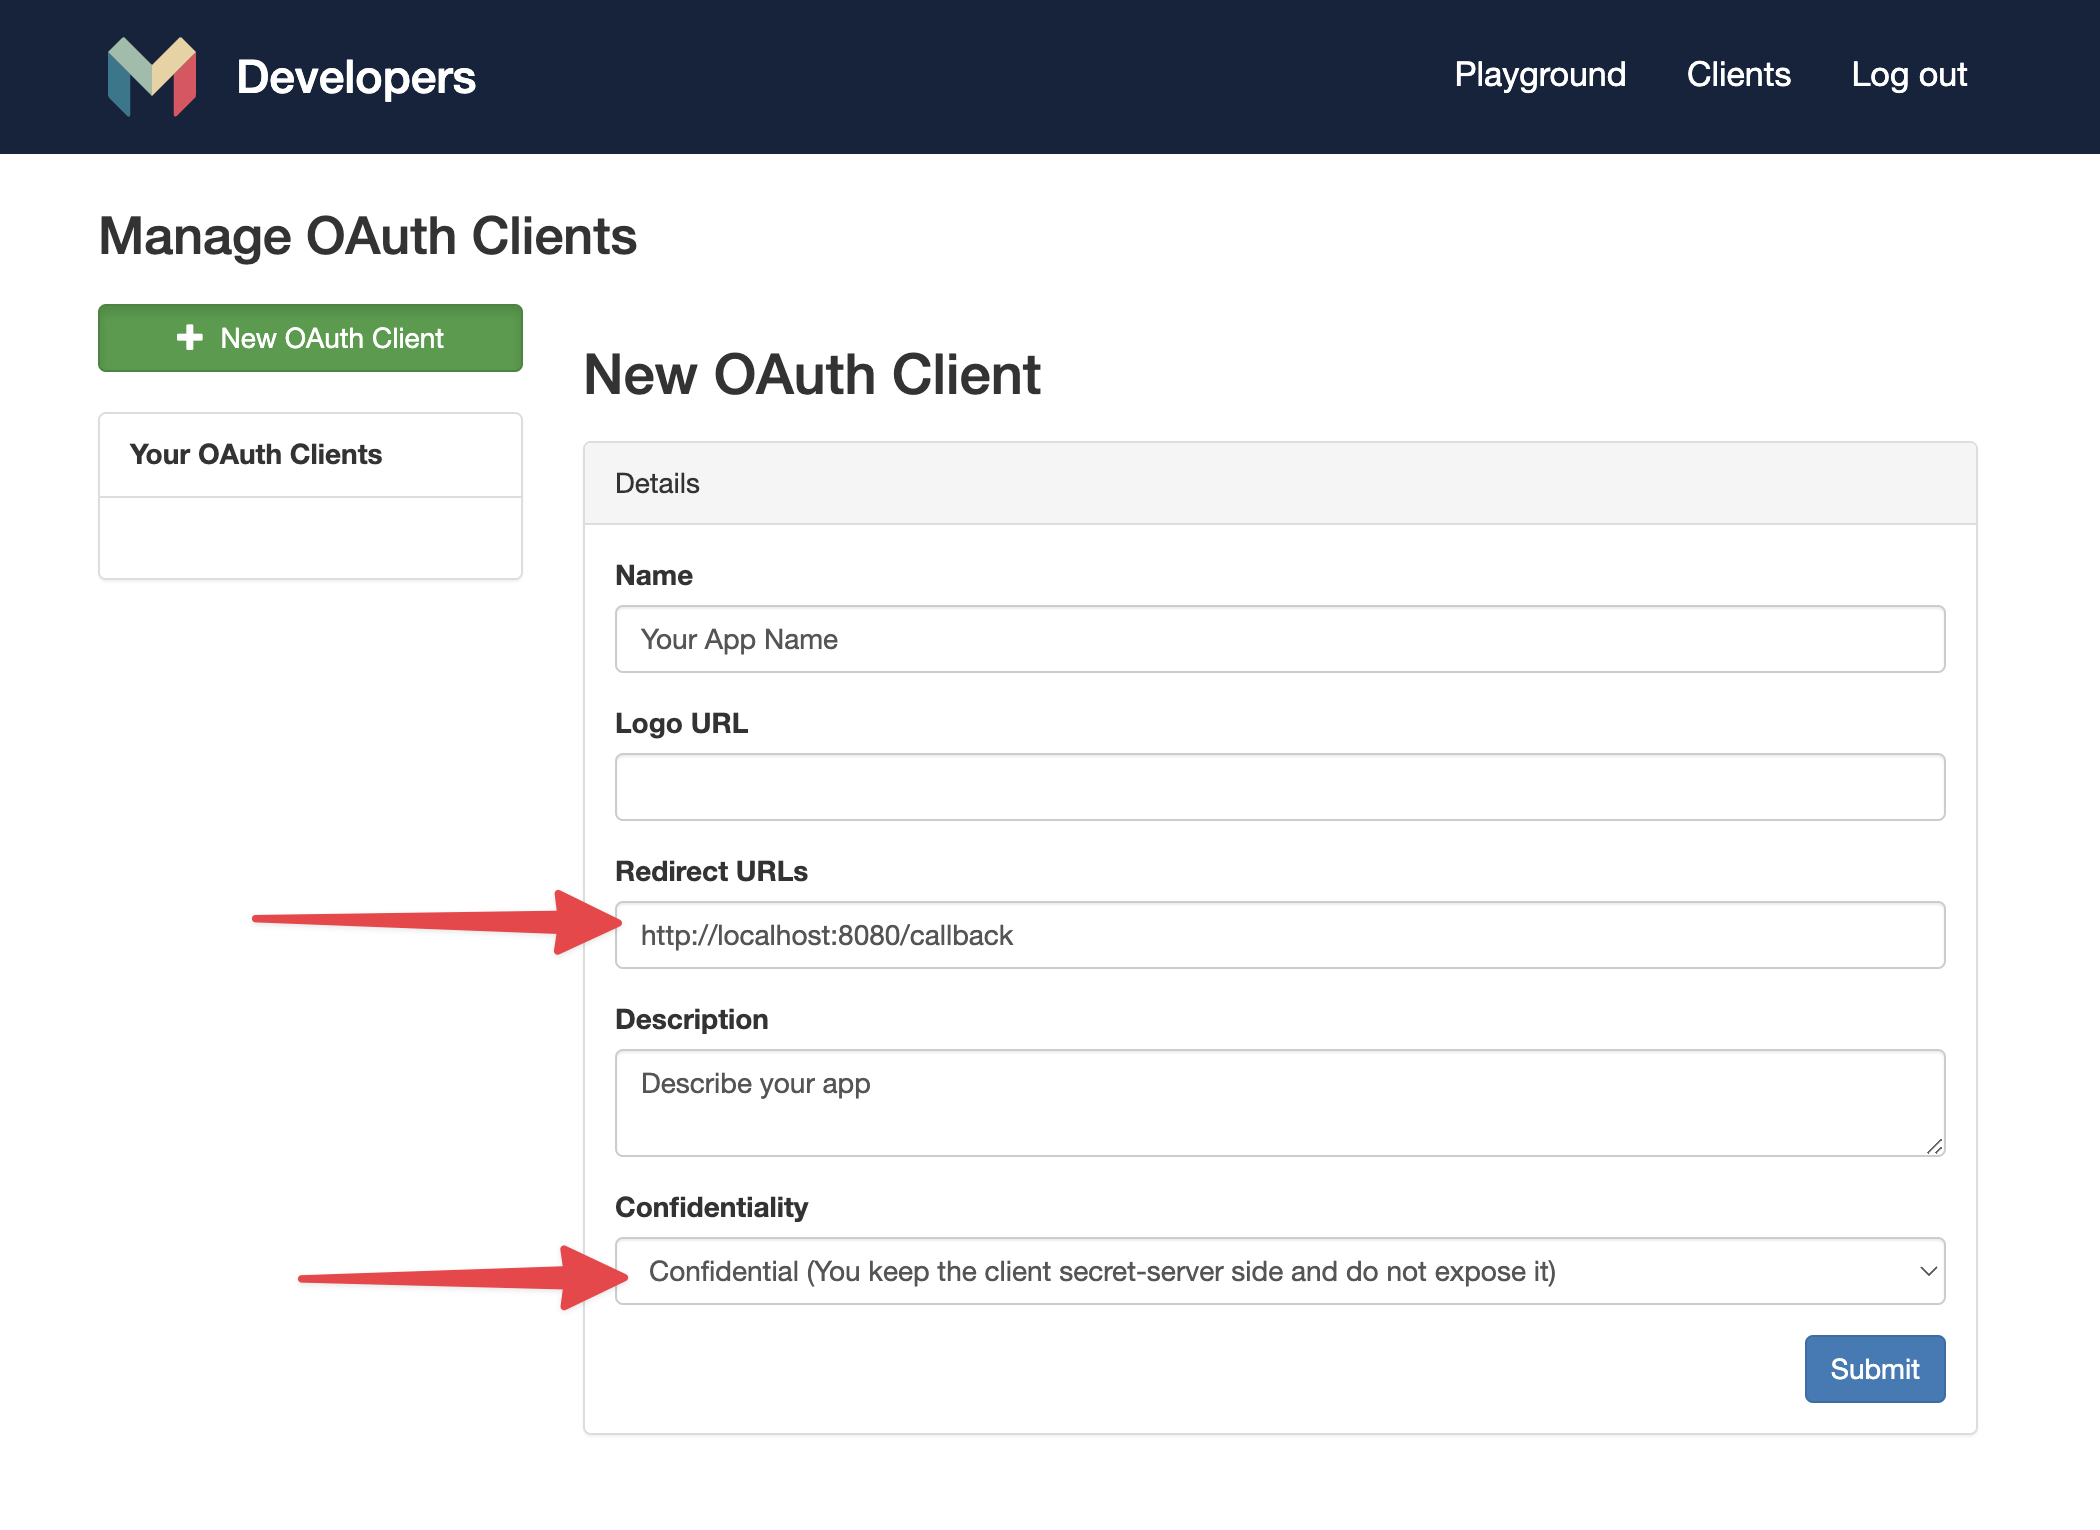 Developers
Playground
Clients
Log out
Manage OAuth Clients
New OAuth Client
Your OAuth Clients
New OAuth Client
Details
Name
Your App Name
Logo URL
Redirect URLs
http://localhost:8080/callback
Description
Describe your app
Confidentiality
Confidential (You keep the client secret-server side and do not expose it)
Submit